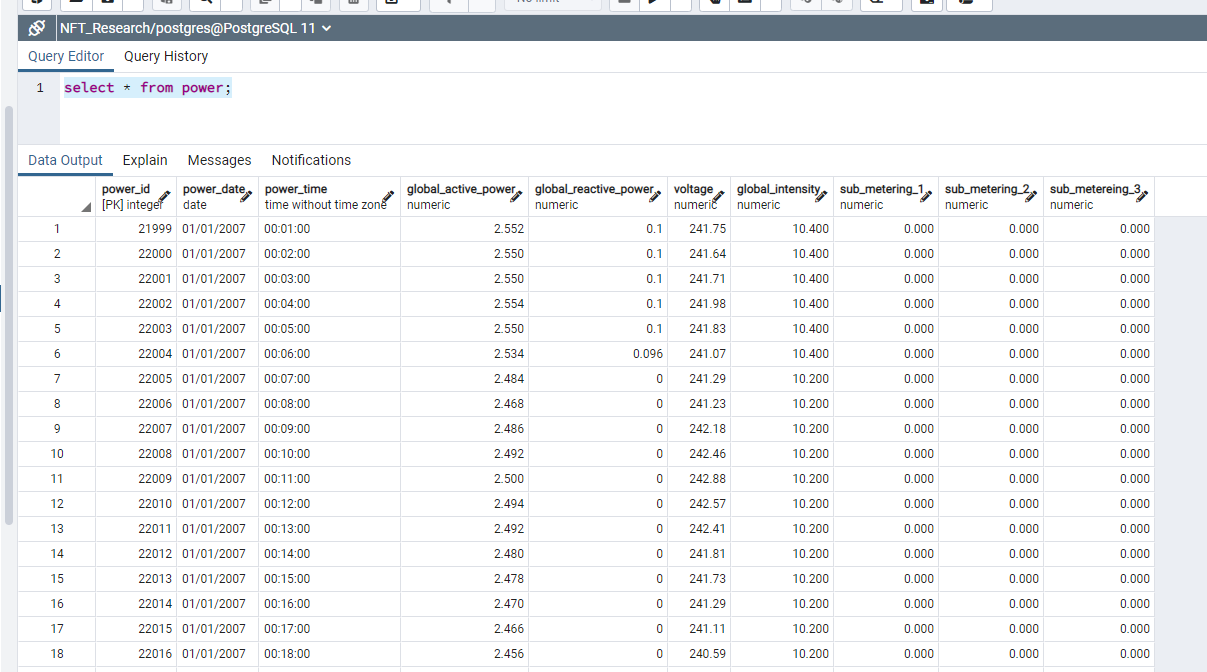 NFT_Research/postgres@PostgreSQL 11
Query Editor Query History
1 select * from power;
Data Output Explain Messages Notifications
power_id power_date power_time global_active_power global_reactive_power voltage global_intensity sub_metering_1 sub_metering_2 sub_metereing_3
[PK] integer date time without time zone numeric numeric numeric numeric numeric numeric numeric
1 21999 01/01/2007 00:01:00 2.552 0.1 241.75 10.400 0.000 0.000 0.000
2 22000 01/01/2007 00:02:00 2.550 0.1 241.64 10.400 0.000 0.000 0.000
3 22001 01/01/2007 00:03:00 2.550 0.1 241.71 10.400 0.000 0.000 0.000
4 22002 01/01/2007 00:04:00 2.554 0.1 241.98 10.400 0.000 0.000 0.000
5 22003 01/01/2007 00:05:00 2.550 0.1 241.83 10.400 0.000 0.000 0.000
6 22004 01/01/2007 00:06:00 2.534 0.096 241.07 10.400 0.000 0.000 0.000
7 22005 01/01/2007 00:07:00 2.484 0 241.29 10.200 0.000 0.000 0.000
8 22006 01/01/2007 00:08:00 2.468 0 241.23 10.200 0.000 0.000 0.000
9 22007 01/01/2007 00:09:00 2.486 0 242.18 10.200 0.000 0.000 0.000
10 22008 01/01/2007 00:10:00 2.492 0 242.46 10.200 0.000 0.000 0.000
11 22009 01/01/2007 00:11:00 2.500 0 242.88 10.200 0.000 0.000 0.000
12 22010 01/01/2007 00:12:00 2.494 0 242.57 10.200 0.000 0.000 0.000
13 22011 01/01/2007 00:13:00 2.492 0 242.41 10.200 0.000 0.000 0.000
14 22012 01/01/2007 00:14:00 2.480 0 241.81 10.200 0.000 0.000 0.000
15 22013 01/01/2007 00:15:00 2.478 0 241.73 10.200 0.000 0.000 0.000
16 22014 01/01/2007 00:16:00 2.470 0 241.29 10.200 0.000 0.000 0.000
17 22015 01/01/2007 00:17:00 2.466 0 241.11 10.200 0.000 0.000 0.000
18 22016 01/01/2007 00:18:00 2.456 0 240.59 10.200 0.000 0.000 0.000